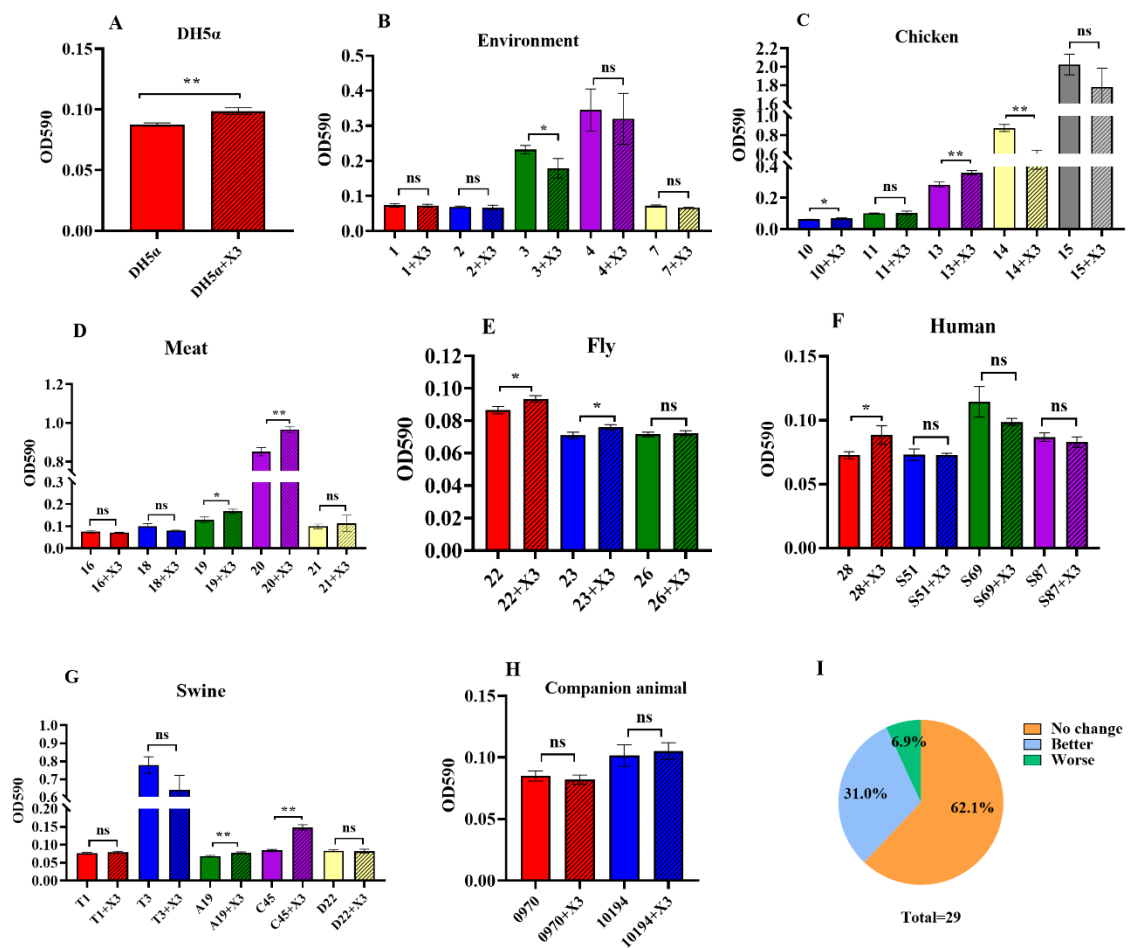 A
DH5α
OD590
0.15
0.10
0.05
0.00
**
DH5α
DH5α+X3
B
Environment
OD590
0.5
0.4
0.3
0.2
0.1
0.0
ns
ns
*
ns
ns
1
1+X3
2
2+X3
3
3+X3
4
4+X3
7
7+X3
C
Chicken
OD590
2.2
2.0
1.8
1.6
1.4
1.2
1.0
0.8
0.6
0.4
0.2
0.0
*
ns
**
**
ns
10
10+X3
11
11+X3
13
13+X3
14
14+X3
15
15+X3
D
Meat
OD590
1.2
1.0
0.8
0.3
0.2
0.1
0.0
ns
ns
*
**
ns
16
16+X3
18
18+X3
19
19+X3
20
20+X3
21
21+X3
E
Fly
OD590
0.12
0.10
0.08
0.06
0.04
0.02
0.00
*
*
ns
22
22+X3
23
23+X3
26
26+X3
F
Human
OD590
0.15
0.10
0.05
0.00
*
ns
ns
ns
28
28+X3
S51
S51+X3
S69
S69+X3
S87
S87+X3
G
Swine
OD590
1.0
0.9
0.8
0.7
0.6
0.20
0.15
0.10
0.05
0.00
ns
ns
**
**
ns
T1
T1+X3
T3
T3+X3
A19
A19+X3
C45
C45+X3
D22
D22+X3
H
Companion animal
OD590
0.15
0.10
0.05
0.00
ns
ns
0970
0970+X3
10194
10194+X3
I
6.9%
31.0%
62.1%
No change
Better
Worse
Total=29